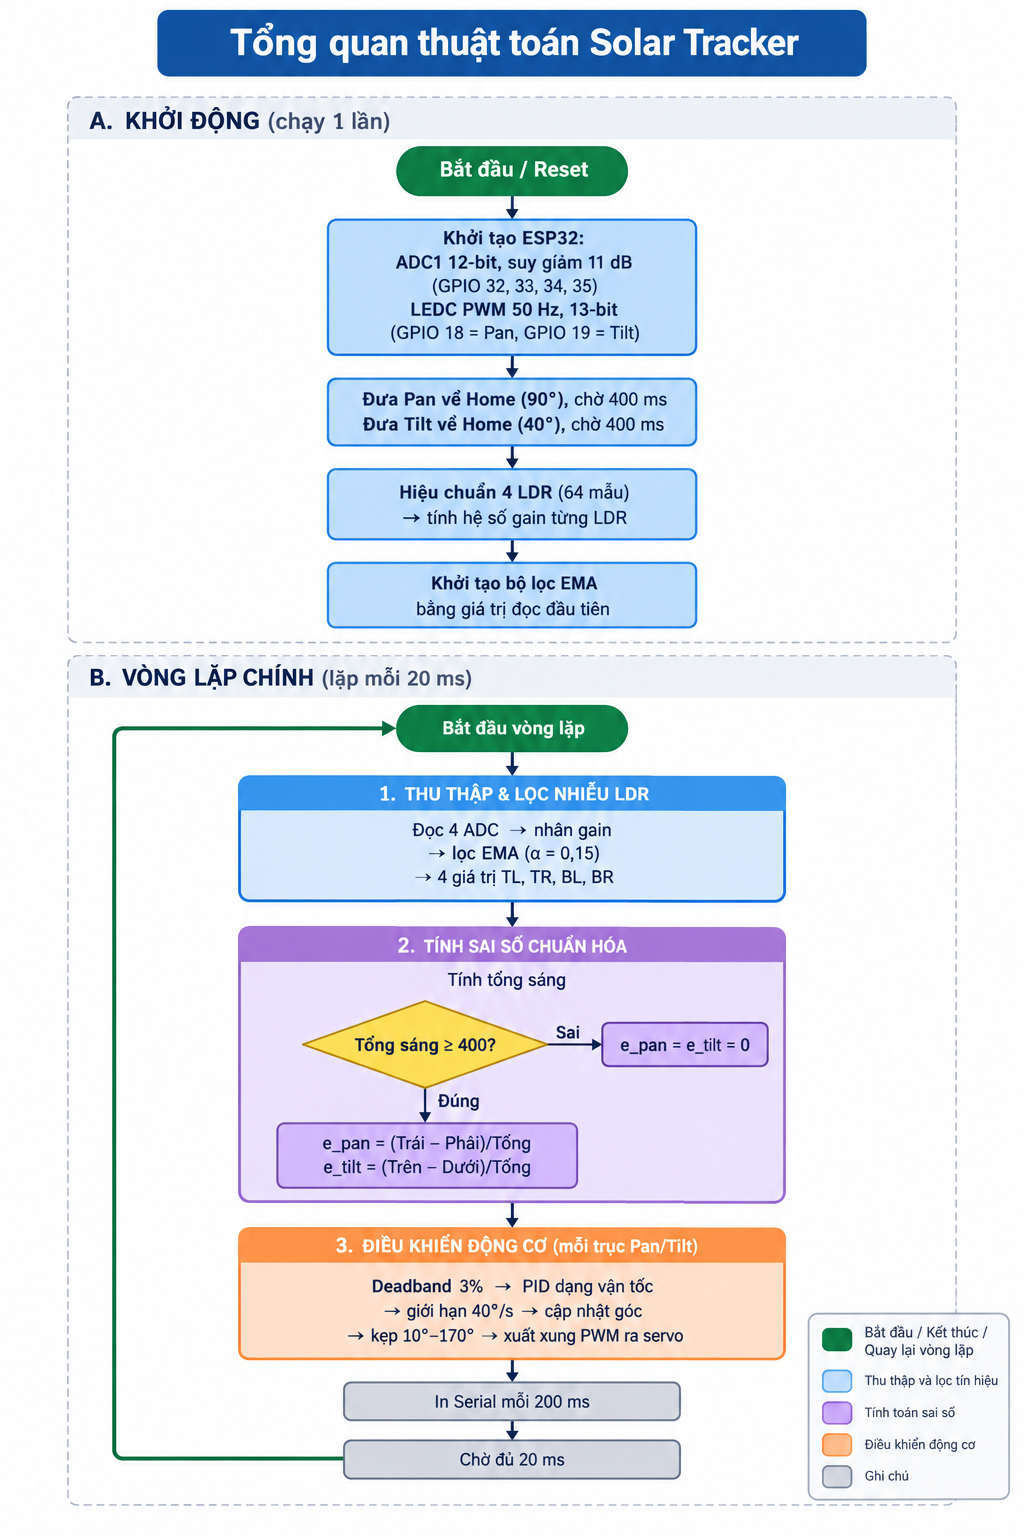 Tổng quan thuật toán Solar Tracker
A. KHỞI ĐỘNG (chạy 1 lần)
Bắt đầu / Reset
Khởi tạo ESP32:
ADC1 12-bit, suy giảm 11 dB
(GPIO 32, 33, 34, 35)
LEDC PWM 50 Hz, 13-bit
(GPIO 18 = Pan, GPIO 19 = Tilt)
Đưa Pan về Home (90°), chờ 400 ms
Đưa Tilt về Home (40°), chờ 400 ms
Hiệu chuẩn 4 LDR (64 mẫu)
→ tính hệ số gain từng LDR
Khởi tạo bộ lọc EMA
bằng giá trị đọc đầu tiên
B. VÒNG LẶP CHÍNH (lặp mỗi 20 ms)
Bắt đầu vòng lặp
1. THU THẬP & LỌC NHIỄU LDR
Đọc 4 ADC → nhân gain
→ lọc EMA (α = 0,15)
→ 4 giá trị TL, TR, BL, BR
2. TÍNH SAI SỐ CHUẨN HÓA
Tính tổng sáng
Tổng sáng ≥ 400?
Sai
e_pan = e_tilt = 0
Đúng
e_pan = (Trái – Phâi)/Tống
e_tilt = (Trên – Dưới)/Tống
3. ĐIỀU KHIỂN ĐỘNG CƠ (mỗi trục Pan/Tilt)
Deadband 3% → PID dạng vận tốc
→ giới hạn 40°/s → cập nhật góc
→ kẹp 10°–170° → xuất xung PWM ra servo
In Serial mỗi 200 ms
Chờ đủ 20 ms
Bắt đầu / Kết thúc /
Quay lại vòng lặp
Thu thập và lọc tín hiệu
Tính toán sai số
Điều khiển động cơ
Ghi chú